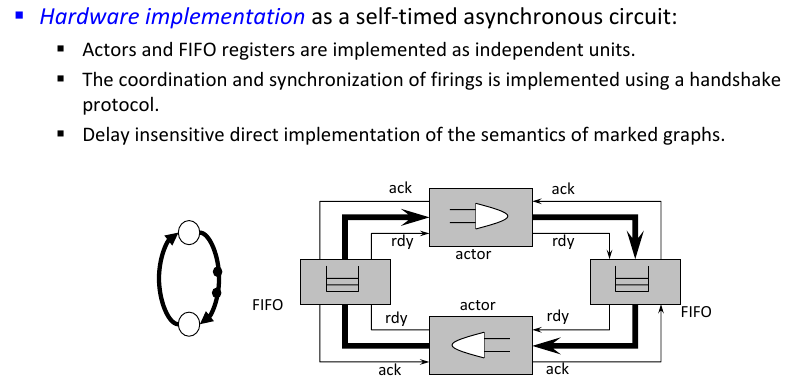 Hardware implementation as a self-timed asynchronous circuit:
Actors and FIFO registers are implemented as independent units.
The coordination and synchronization of firings is implemented using a handshake
protocol.
Delay insensitive direct implementation of the semantics of marked graphs.
ack
ack
rdy
rdy
actor
FIFO
actor
FIFO
rdy
rdy
ack
ack